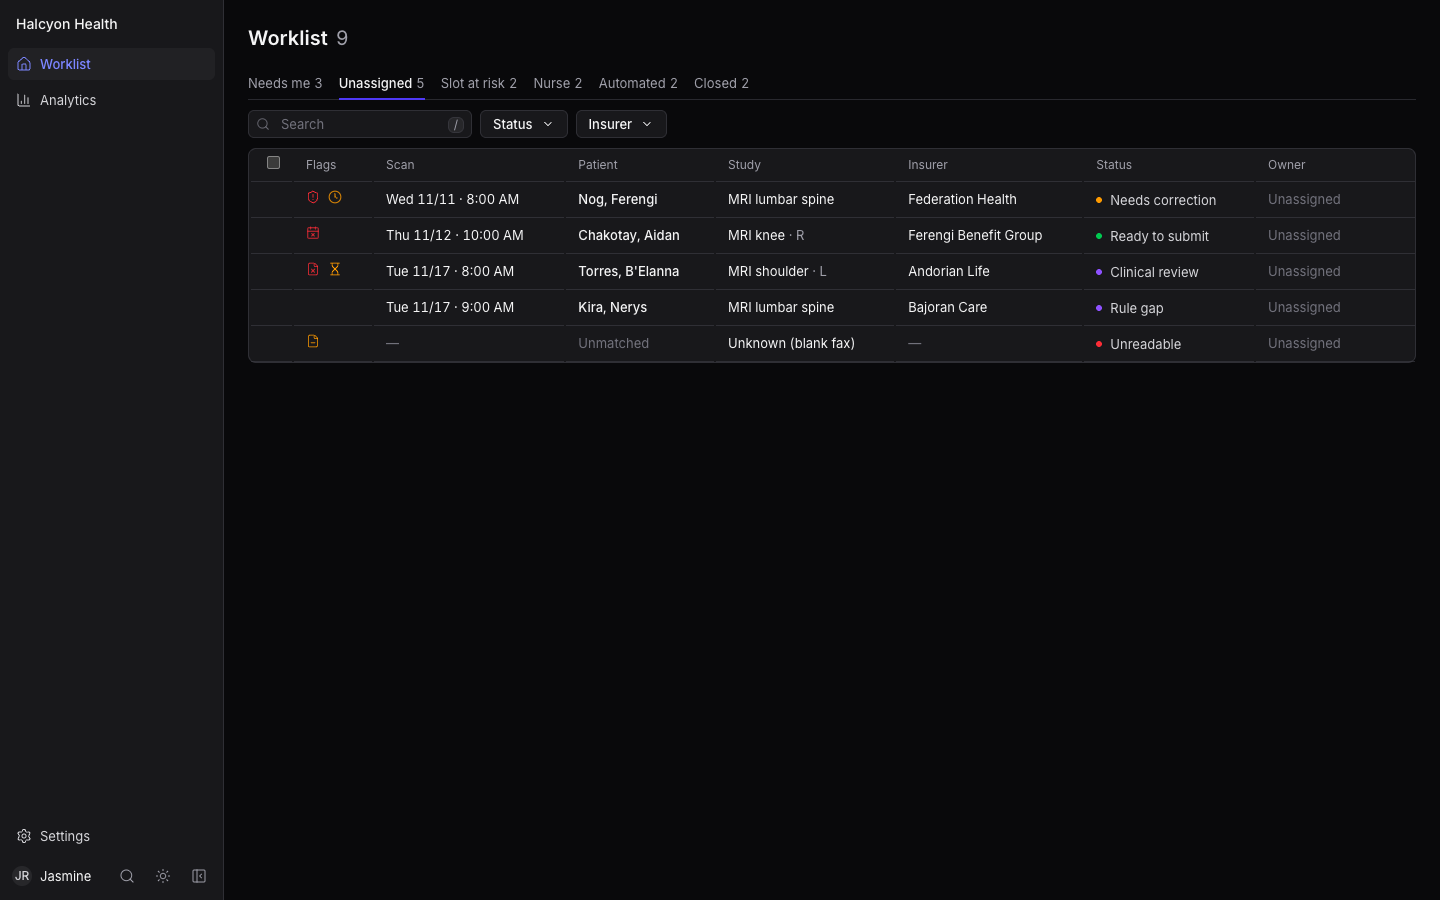 Halcyon Health
Worklist
Analytics
Settings
JR Jasmine
Worklist 9
Needs me 3 Unassigned 5 Slot at risk 2 Nurse 2 Automated 2 Closed 2
Search / Status Insurer
Flags Scan Patient Study Insurer Status Owner
Wed 11/11 · 8:00 AM Nog, Ferengi MRI lumbar spine Federation Health Needs correction Unassigned
Thu 11/12 · 10:00 AM Chakotay, Aidan MRI knee · R Ferengi Benefit Group Ready to submit Unassigned
Tue 11/17 · 8:00 AM Torres, B'Elanna MRI shoulder · L Andorian Life Clinical review Unassigned
Tue 11/17 · 9:00 AM Kira, Nerys MRI lumbar spine Bajoran Care Rule gap Unassigned
— Unmatched Unknown (blank fax) — Unreadable Unassigned